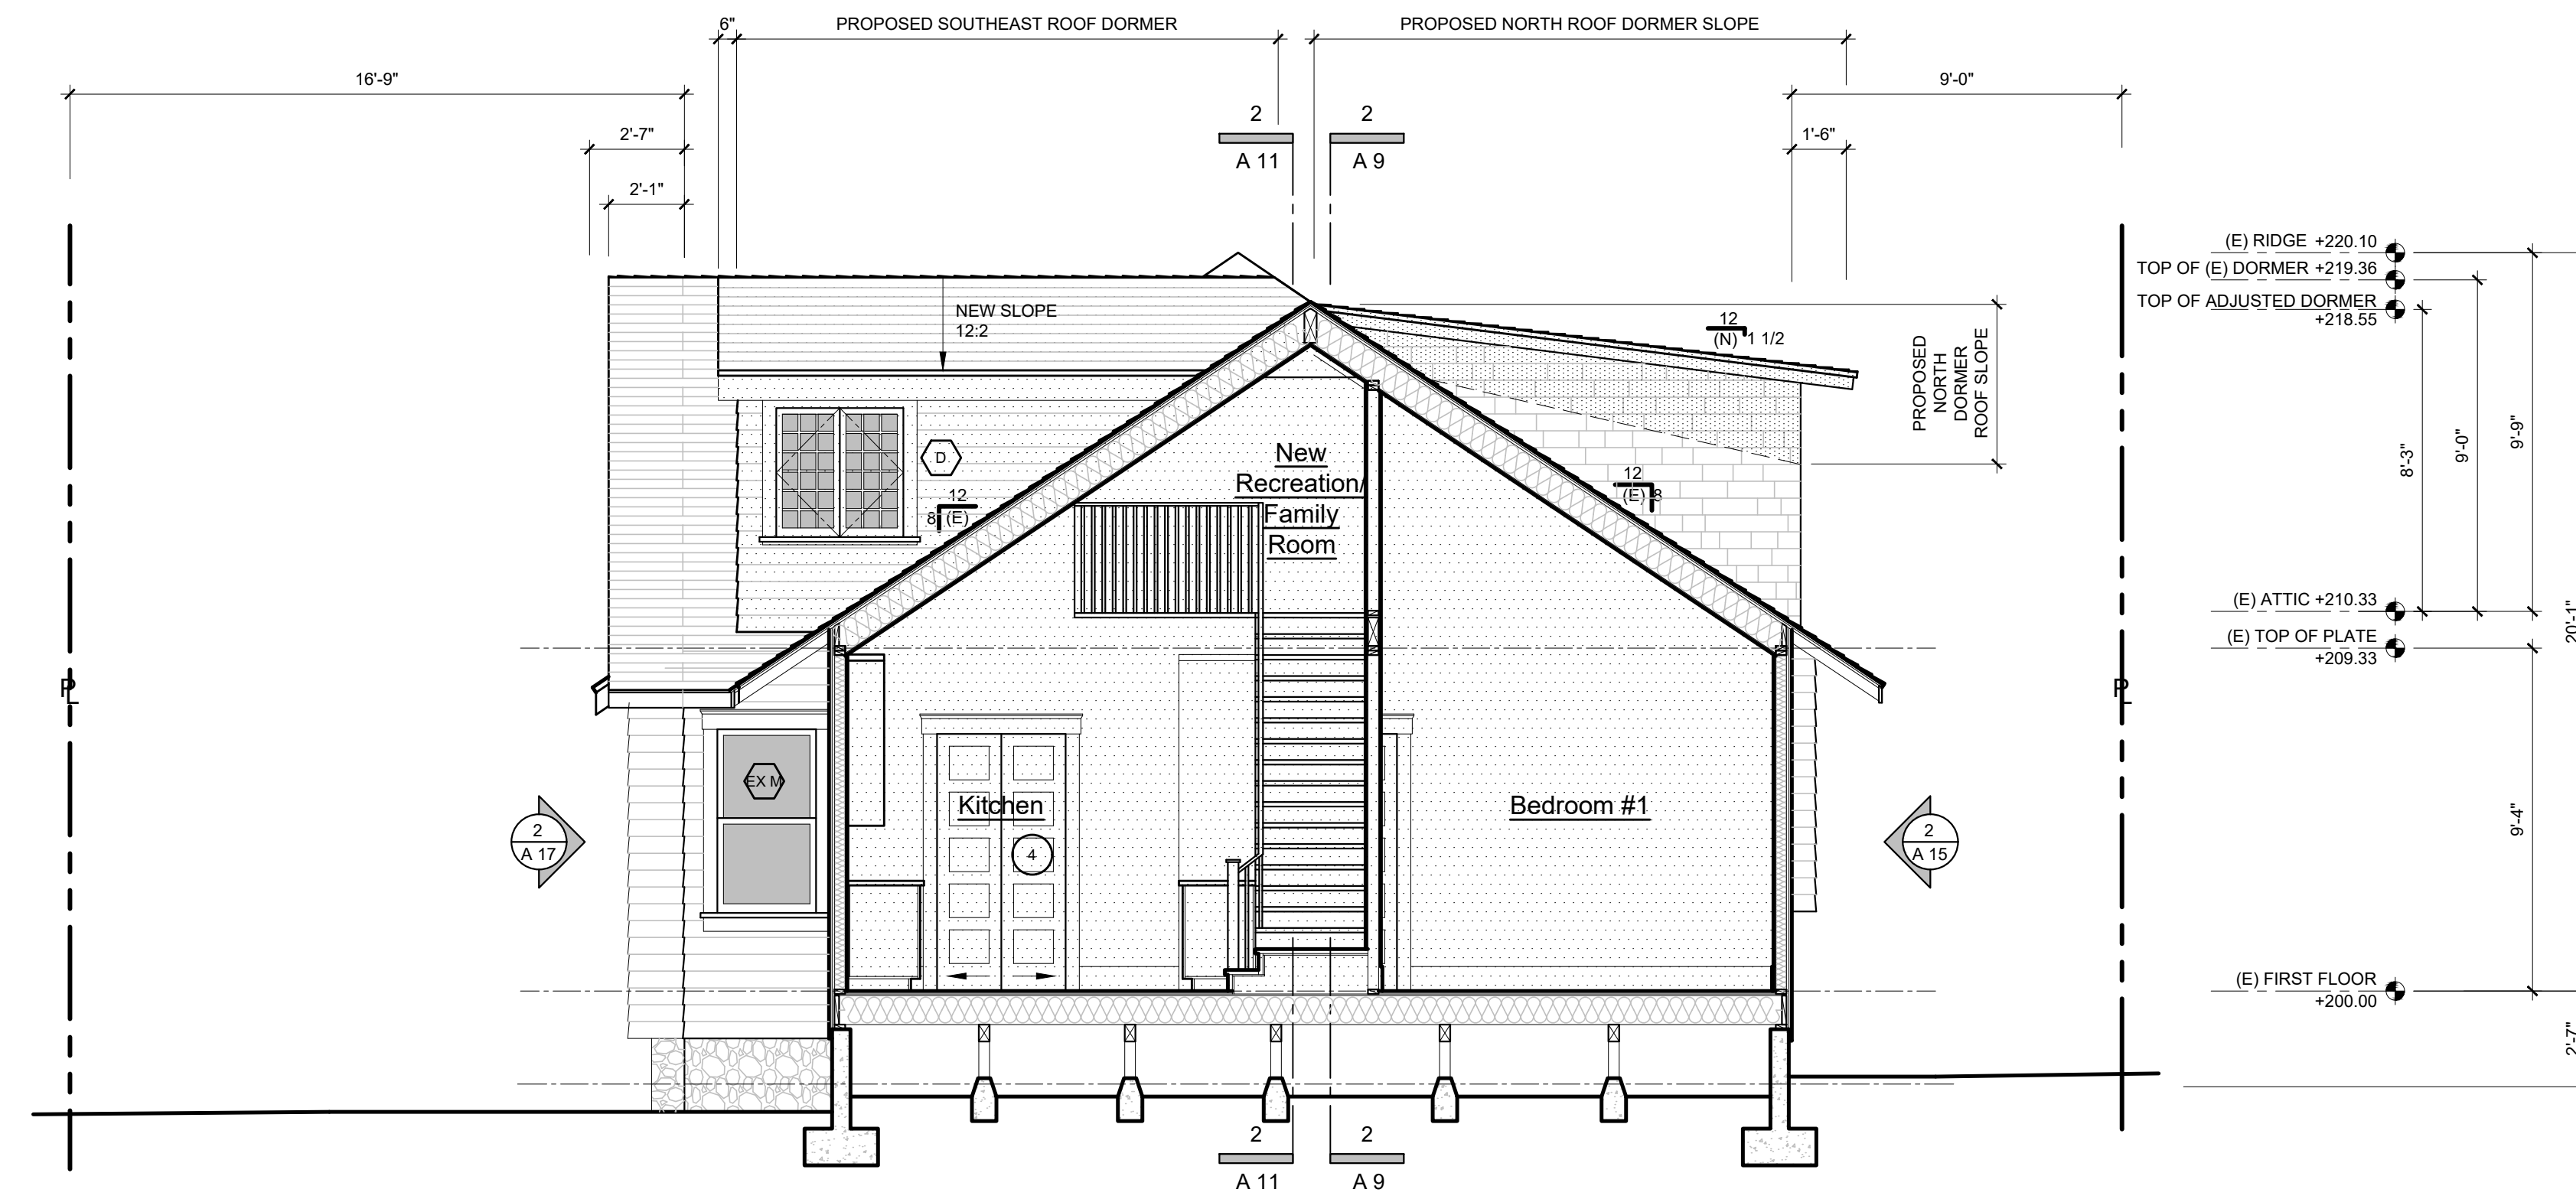 6" PROPOSED SOUTHEAST ROOF DORMER PROPOSED NORTH ROOF DORMER SLOPE
16'-9" 9'-0"
2'-7" 1'-6"
2'-1"
2 2
A 11 A 9
(E) RIDGE +220.10
TOP OF (E) DORMER +219.36
TOP OF ADJUSTED DORMER
+218.55
NEW SLOPE
12:2
12
(N) 1 1/2
PROPOSED
NORTH
DORMER
ROOF SLOPE
8'-3"
9'-0"
9'-9"
D
12
8 (E)
New
Recreation/
Family
Room
12
(E) 8
(E) ATTIC +210.33
(E) TOP OF PLATE
+209.33
20'-1"
PL
PL
EX M
Kitchen
Bedroom #1
4
2
A 17
2
A 15
9'-4"
(E) FIRST FLOOR
+200.00
2'-7"
2 2
A 11 A 9